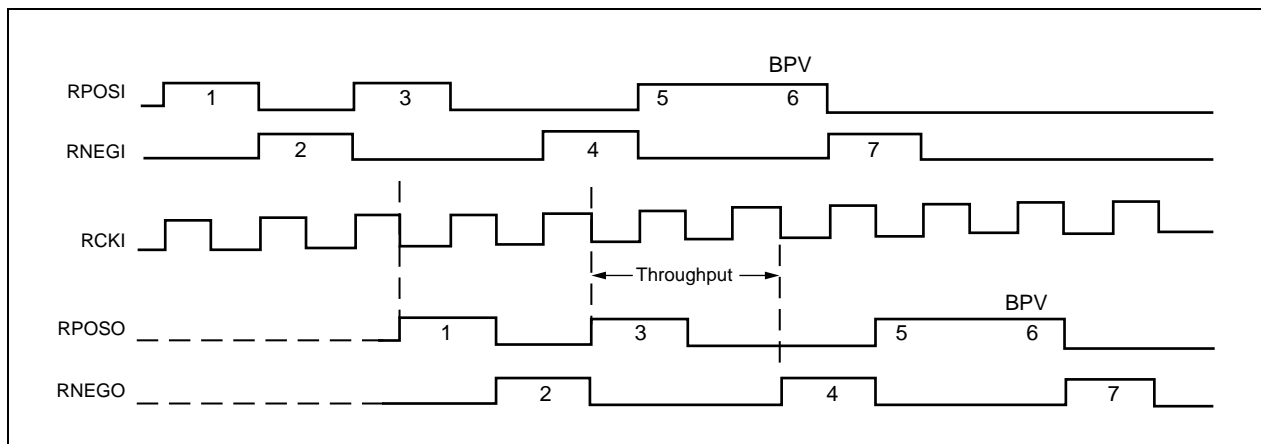 BPV
RPOSI 1 3 5 6
RNEGI 2 4 7
RCKI
Throughput
BPV
RPOSO 1 3 5 6
RNEGO 2 4 7